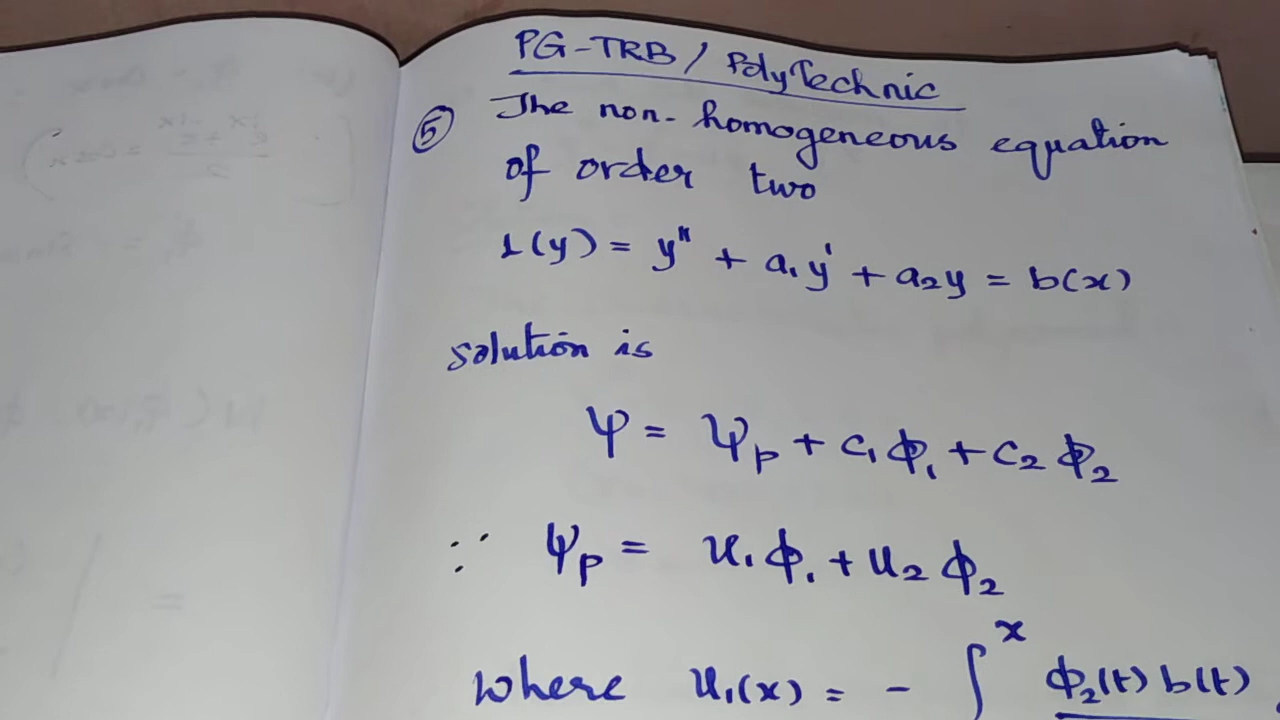 PG-TRB / PolyTechnic
⑤ The non-homogeneous equation
of order two
L(y) = y" + a₁y' + a₂y = b(x)
solution is
Ψ = Ψp + c₁ϕ₁ + c₂ϕ₂
∵ Ψp = u₁ϕ₁ + u₂ϕ₂
where u₁(x) = - ∫ˣ ϕ₂(t) b(t)